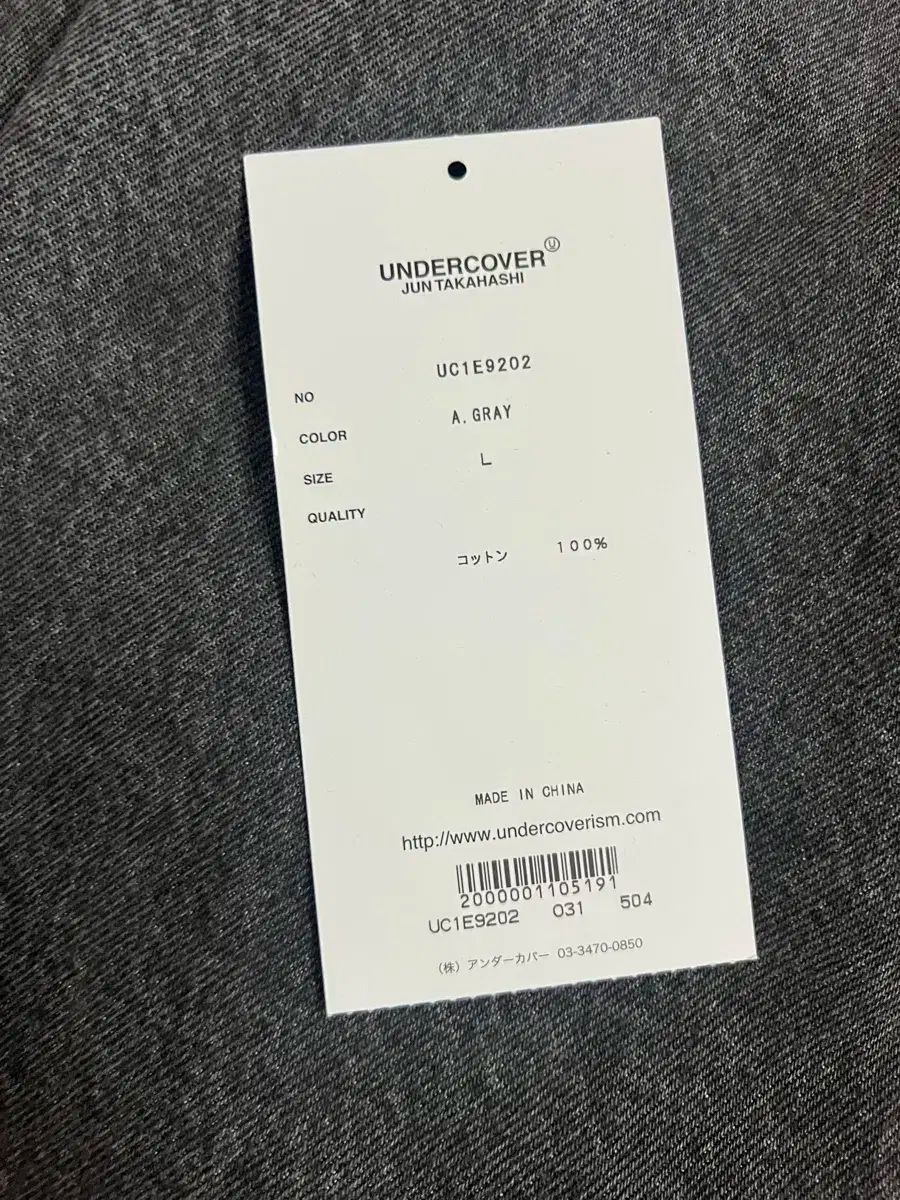 UNDERCOVER Ⓤ
JUN TAKAHASHI
NO UC1E9202
COLOR A. GRAY
SIZE L
QUALITY
コットン 100%
MADE IN CHINA
http://www.undercoverism.com
2000001105191
UC1E9202 031 504
（株）アンダーカバー 03-3470-0850